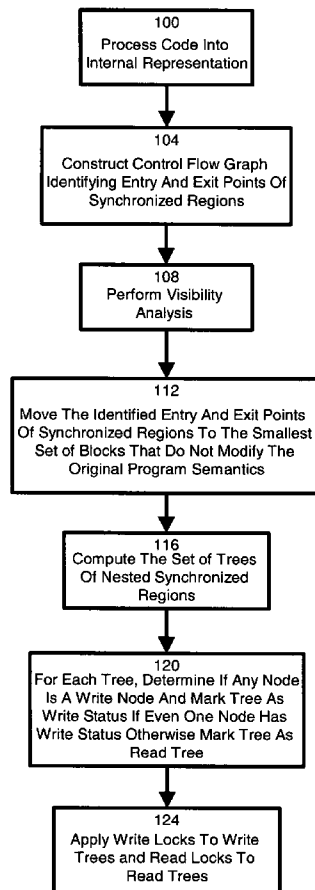 100
Process Code Into
Internal Representation
104
Construct Control Flow Graph
Identifying Entry And Exit Points Of
Synchronized Regions
108
Perform Visibility
Analysis
112
Move The Identified Entry And Exit Points
Of Synchronized Regions To The Smallest
Set of Blocks That Do Not Modify The
Original Program Semantics
116
Compute The Set of Trees
Of Nested Synchronized
Regions
120
For Each Tree, Determine If Any Node
Is A Write Node And Mark Tree As
Write Status If Even One Node Has
Write Status Otherwise Mark Tree As
Read Tree
124
Apply Write Locks To Write
Trees and Read Locks To
Read Trees